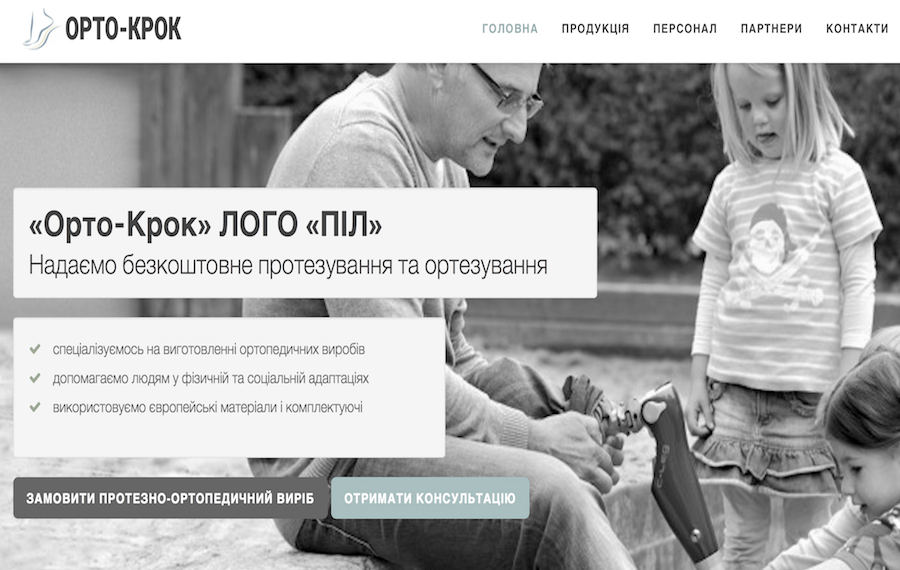 ОРТО-КРОК
ГОЛОВНА ПРОДУКЦІЯ ПЕРСОНАЛ ПАРТНЕРИ КОНТАКТИ
«Орто-Крок» ЛОГО «ПІЛ»
Надаємо безкоштовне протезування та ортезування
спеціалізуємось на виготовленні ортопедичних виробів
допомагаємо людям у фізичній та соціальній адаптаціях
використовуємо європейські матеріали і комплектуючі
ЗАМОВИТИ ПРОТЕЗНО-ОРТОПЕДИЧНИЙ ВИРІБ ОТРИМАТИ КОНСУЛЬТАЦІЮ